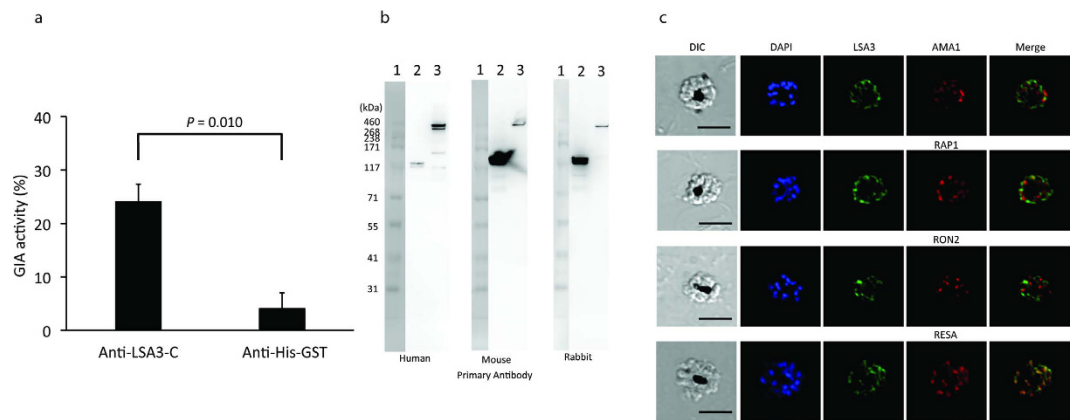 a
b
c
P = 0.010
GIA activity (%)
40
30
20
10
0
Anti-LSA3-C
Anti-His-GST
1 2 3
1 2 3
1 2 3
(kDa)
460
268
238
171
117
71
55
41
31
Human
Mouse
Rabbit
Primary Antibody
DIC DAPI LSA3 AMA1 Merge
RAP1
RON2
RESA